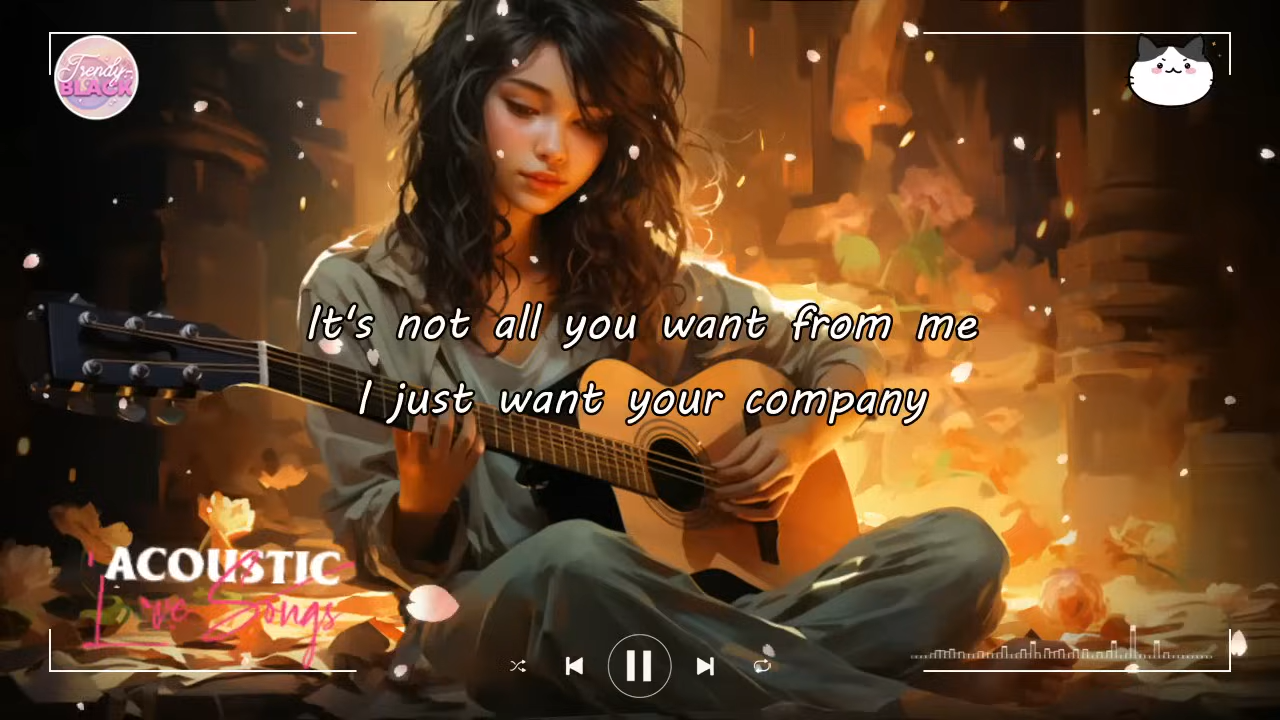 Trendy
BLACK
It's not all you want from me
I just want your company
ACOUSTIC
Love Songs